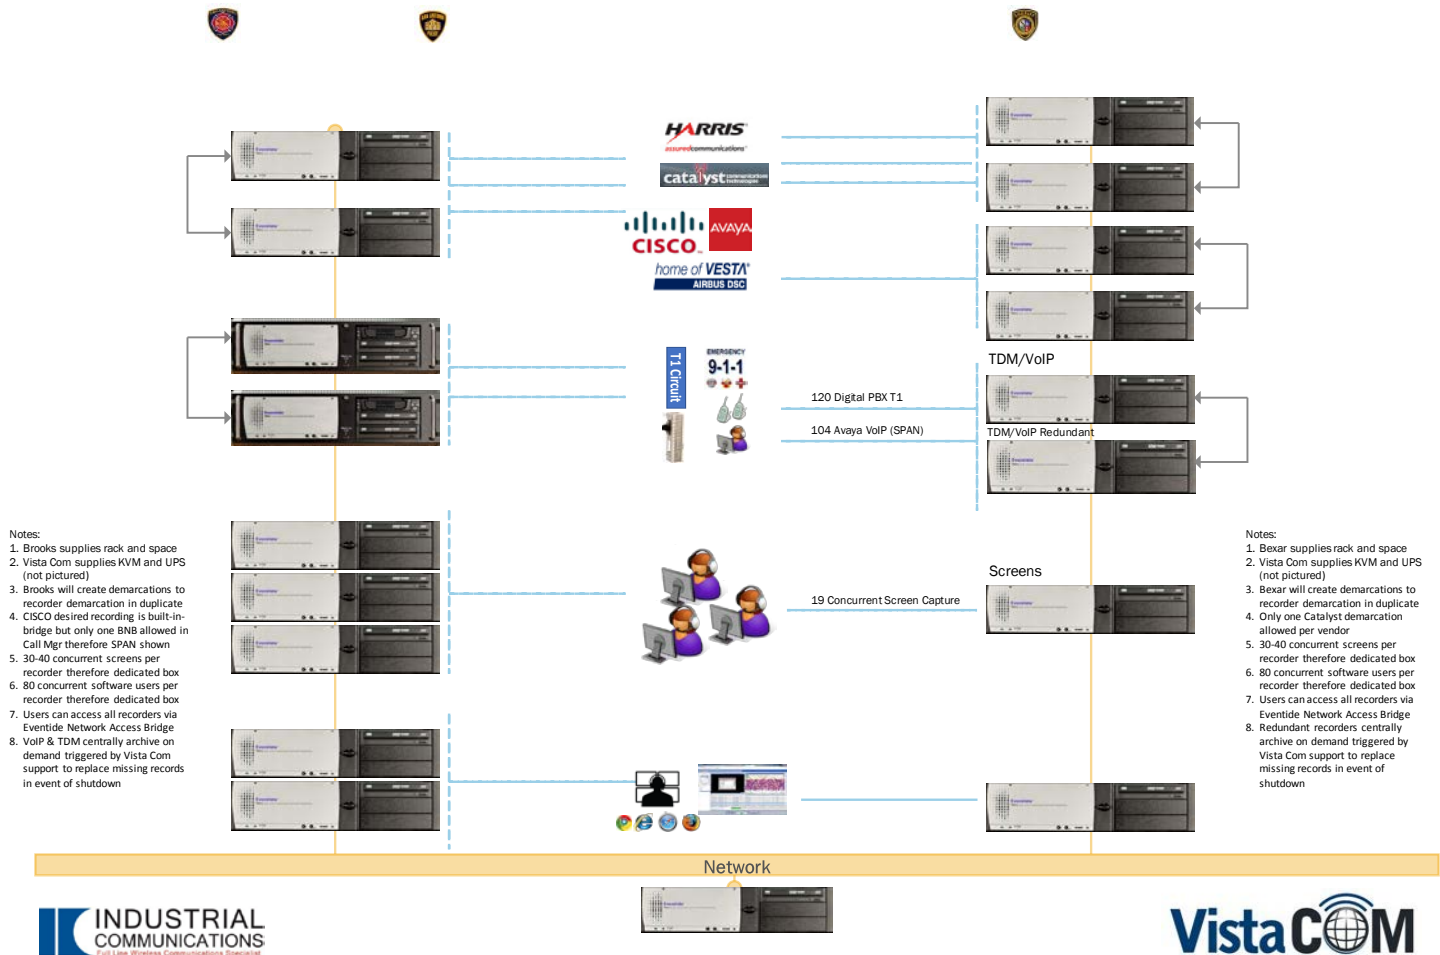 HARRIS
assuredcommunications™
catalyst communications technologies
CISCO
AVAYA
home of VESTA®
AIRBUS DSC
TDM/VoIP
T1 Circuit
EMERGENCY
9-1-1
120 Digital PBX T1
104 Avaya VoIP (SPAN)
TDM/VoIP Redundant
Notes:
1. Brooks supplies rack and space
2. Vista Com supplies KVM and UPS
(not pictured)
3. Brooks will create demarcations to
recorder demarcation in duplicate
4. CISCO desired recording is built-in-
bridge but only one BNB allowed in
Call Mgr therefore SPAN shown
5. 30-40 concurrent screens per
recorder therefore dedicated box
6. 80 concurrent software users per
recorder therefore dedicated box
7. Users can access all recorders via
Eventide Network Access Bridge
8. VoIP & TDM centrally archive on
demand triggered by Vista Com
support to replace missing records
in event of shutdown
Screens
19 Concurrent Screen Capture
Notes:
1. Bexar supplies rack and space
2. Vista Com supplies KVM and UPS
(not pictured)
3. Bexar will create demarcations to
recorder demarcation in duplicate
4. Only one Catalyst demarcation
allowed per vendor
5. 30-40 concurrent screens per
recorder therefore dedicated box
6. 80 concurrent software users per
recorder therefore dedicated box
7. Users can access all recorders via
Eventide Network Access Bridge
8. Redundant recorders centrally
archive on demand triggered by
Vista Com support to replace
missing records in event of
shutdown
Network
INDUSTRIAL
COMMUNICATIONS
Full Line Wireless Communications Specialist
VistaCOM